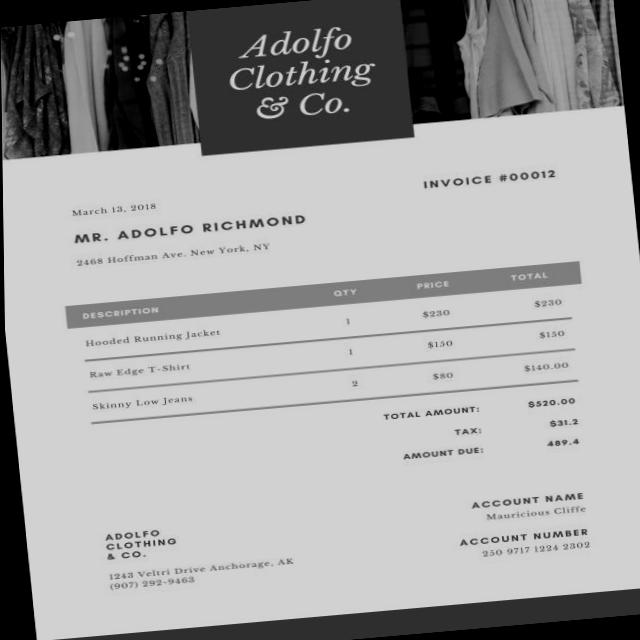 Adolfo
Clothing
& Co.
March 13, 2018
INVOICE #00012
MR. ADOLFO RICHMOND
2468 Hoffman Ave. New York, NY
DESCRIPTION QTY PRICE TOTAL
Hooded Running Jacket 1 $230 $230
Raw Edge T-Shirt 1 $150 $150
Skinny Low Jeans 2 $80 $140.00
TOTAL AMOUNT: $520.00
TAX: $31.2
AMOUNT DUE: 489.4
ACCOUNT NAME
Mauricious Cliffe
ACCOUNT NUMBER
250 9717 1224 2302
ADOLFO
CLOTHING
& CO.
1243 Veltri Drive Anchorage, AK
(907) 292-9463